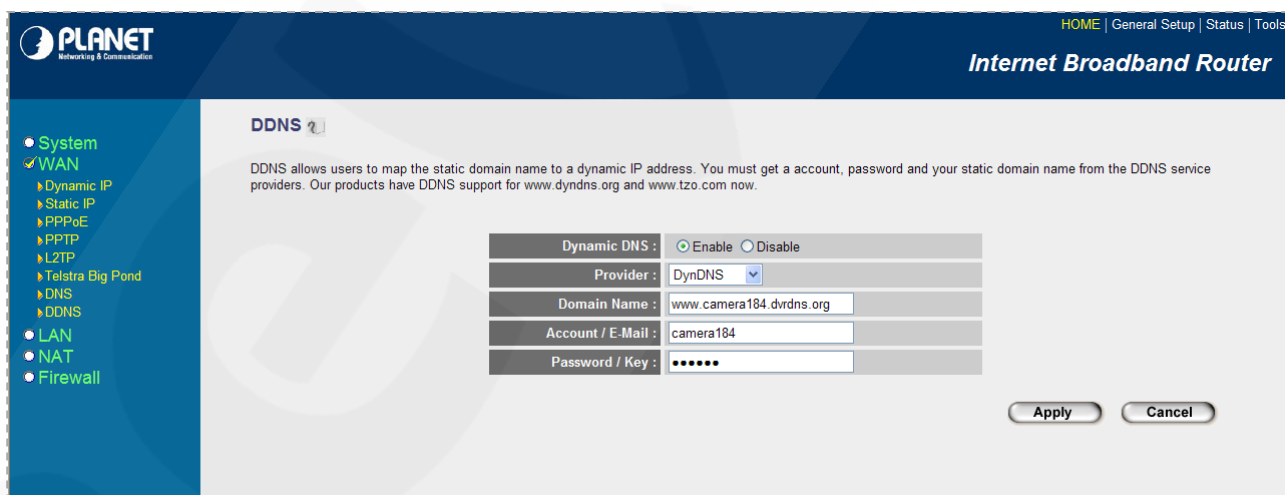 PLANET
Networking & Communication
HOME | General Setup | Status | Tools
Internet Broadband Router
System
WAN
Dynamic IP
Static IP
PPPoE
PPTP
L2TP
Telstra Big Pond
DNS
DDNS
LAN
NAT
Firewall
DDNS
DDNS allows users to map the static domain name to a dynamic IP address. You must get a account, password and your static domain name from the DDNS service
providers. Our products have DDNS support for www.dyndns.org and www.tzo.com now.
Dynamic DNS : Enable Disable
Provider : DynDNS
Domain Name : www.camera184.dvrdns.org
Account / E-Mail : camera184
Password / Key : ••••••
Apply Cancel